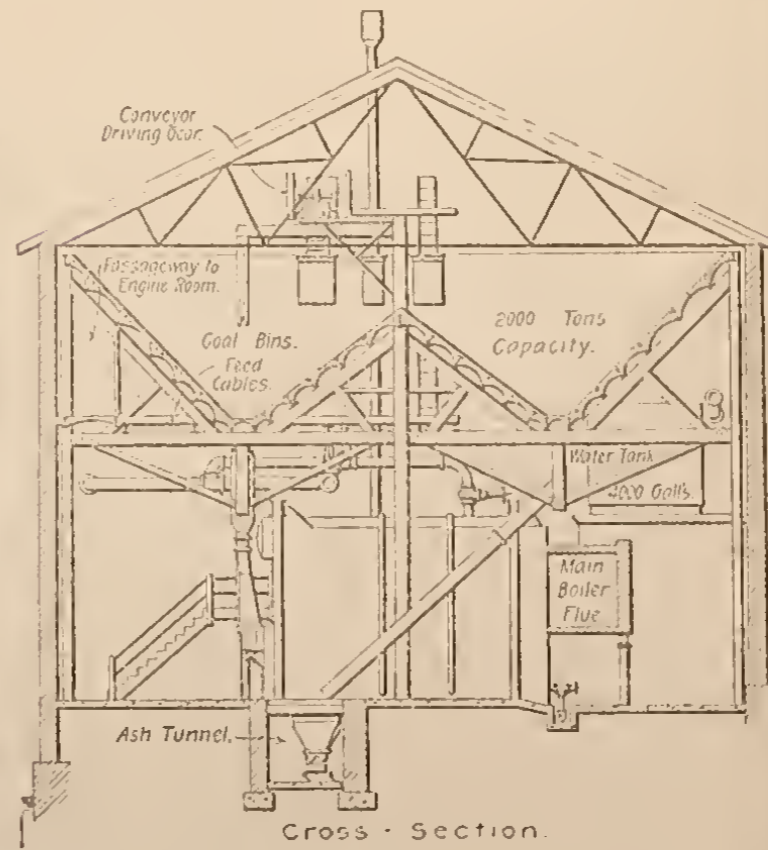 Conveyor
Driving Gear.
Passageway to
Engine Room.
Coal Bins.
Feed
Cables.
2000 Tons
Capacity.
Water Tank
4000 Gall's.
Main
Boiler
Flue
Ash Tunnel.
Cross - Section.